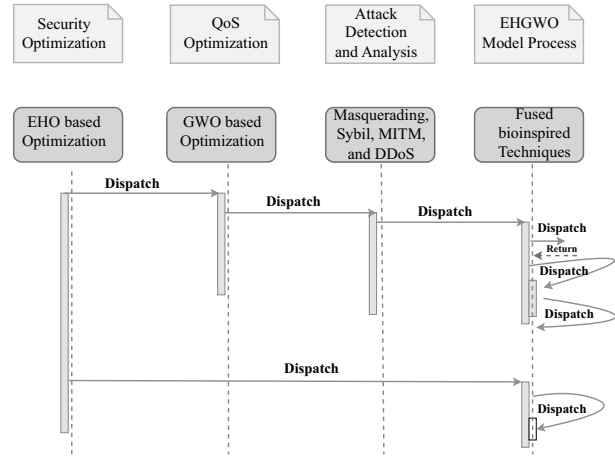 Security
Optimization
QoS
Optimization
Attack
Detection
and Analysis
EHGWO
Model Process
EHO based
Optimization
GWO based
Optimization
Masquerading,
Sybil, MITM,
and DDoS
Fused
bioinspired
Techniques
Dispatch
Dispatch
Dispatch
Dispatch
Return
Dispatch
Dispatch
Dispatch
Dispatch